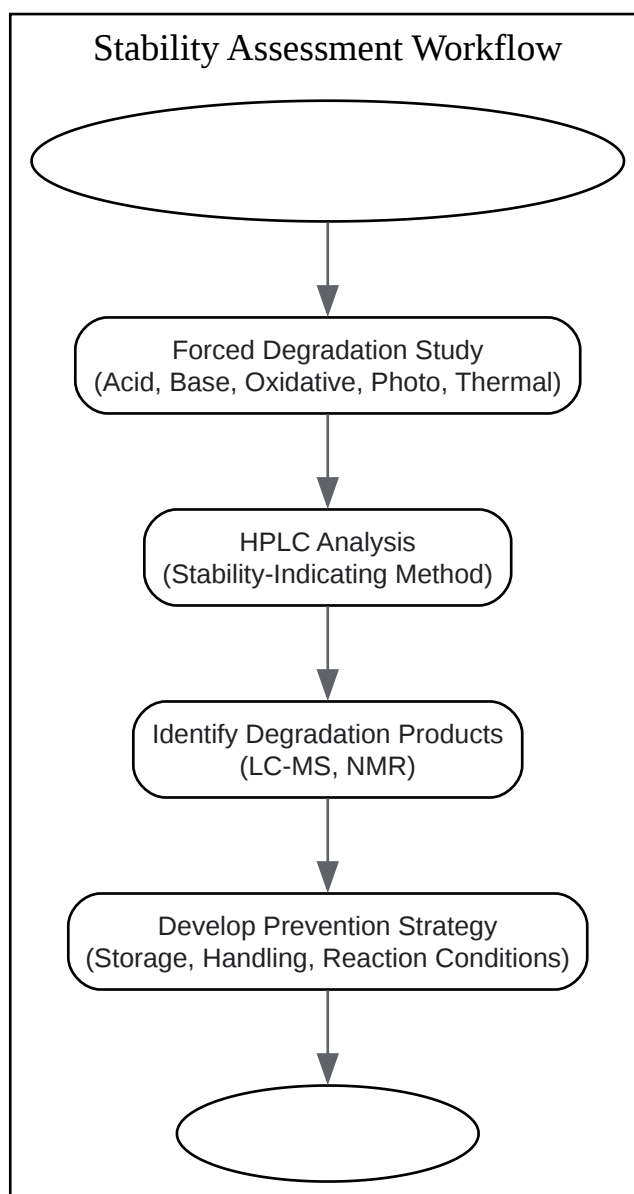 Stability Assessment Workflow
Forced Degradation Study
(Acid, Base, Oxidative, Photo, Thermal)
HPLC Analysis
(Stability-Indicating Method)
Identify Degradation Products
(LC-MS, NMR)
Develop Prevention Strategy
(Storage, Handling, Reaction Conditions)